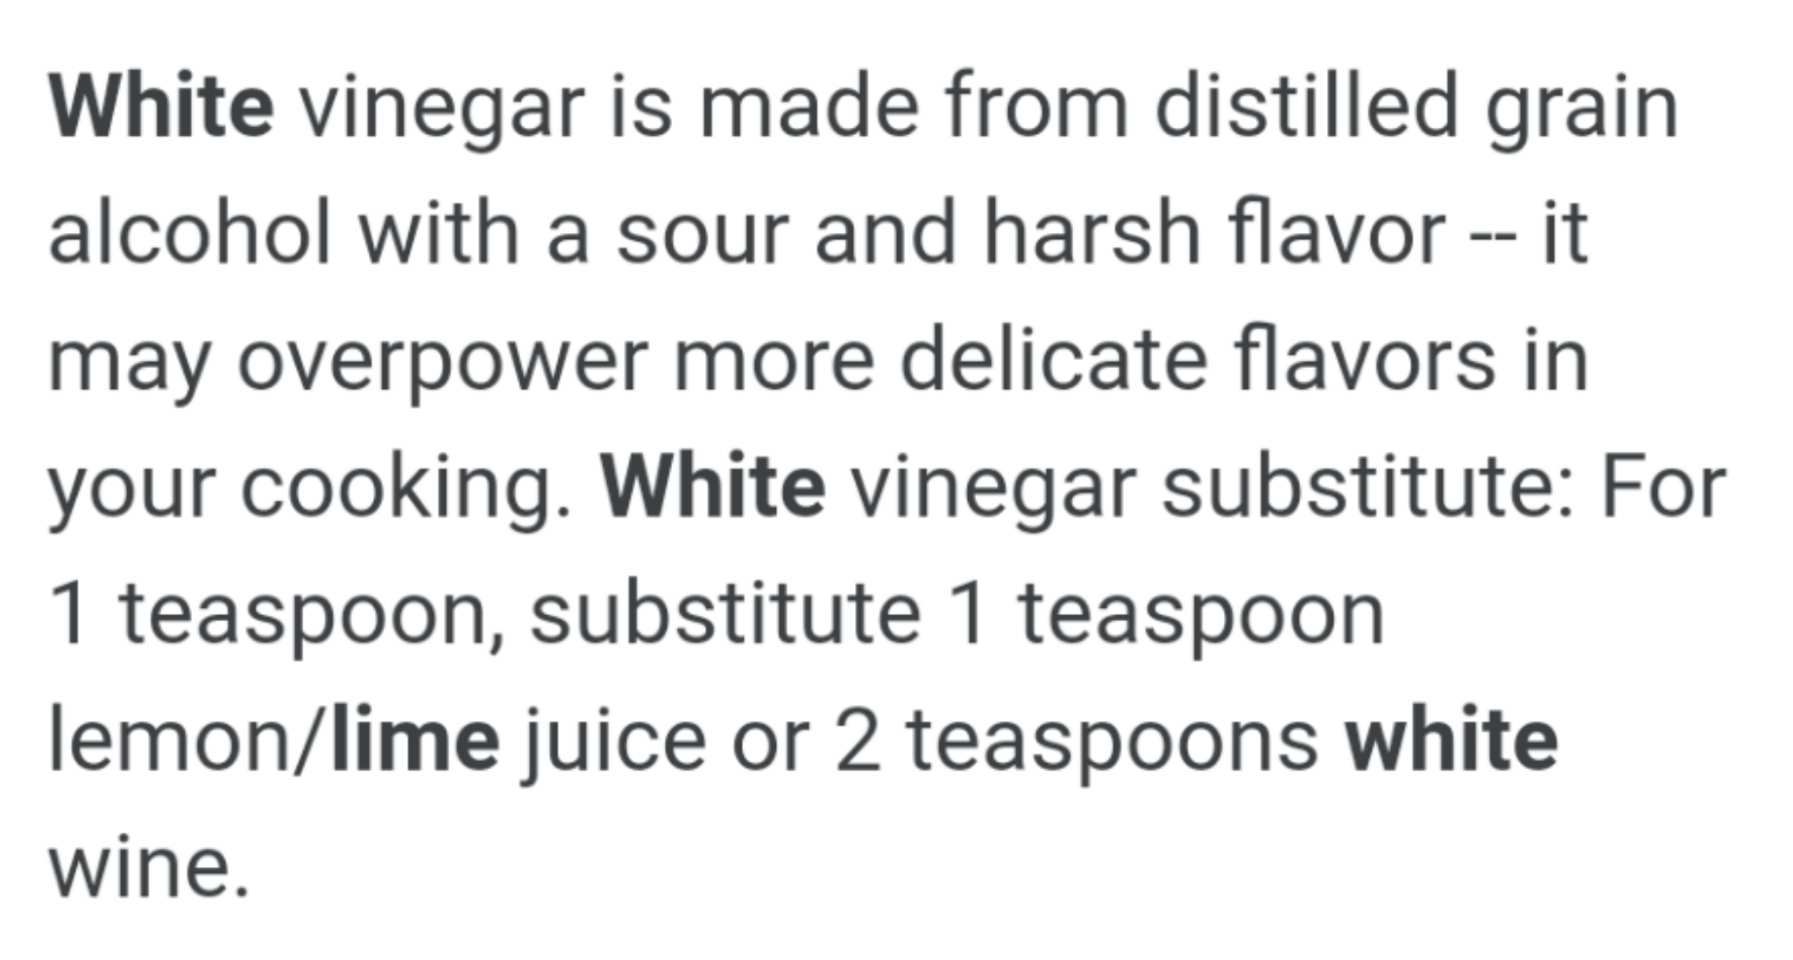 White vinegar is made from distilled grain
alcohol with a sour and harsh flavor -- it
may overpower more delicate flavors in
your cooking. White vinegar substitute: For
1 teaspoon, substitute 1 teaspoon
lemon/lime juice or 2 teaspoons white
wine.